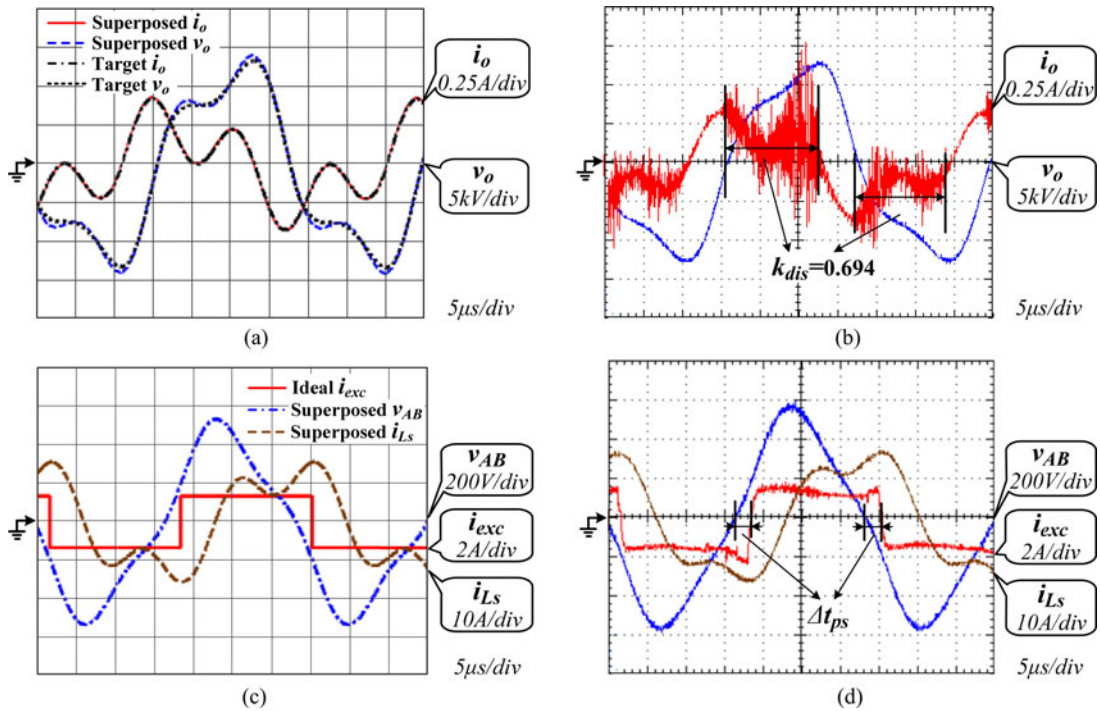 Superposed i_o
Superposed v_o
Target i_o
Target v_o
i_o
0.25A/div
v_o
5kV/div
5μs/div
(a)
i_o
0.25A/div
v_o
5kV/div
k_dis=0.694
5μs/div
(b)
Ideal i_exc
Superposed v_AB
Superposed i_Ls
v_AB
200V/div
i_exc
2A/div
i_Ls
10A/div
5μs/div
(c)
v_AB
200V/div
i_exc
2A/div
i_Ls
10A/div
Δt_ps
5μs/div
(d)